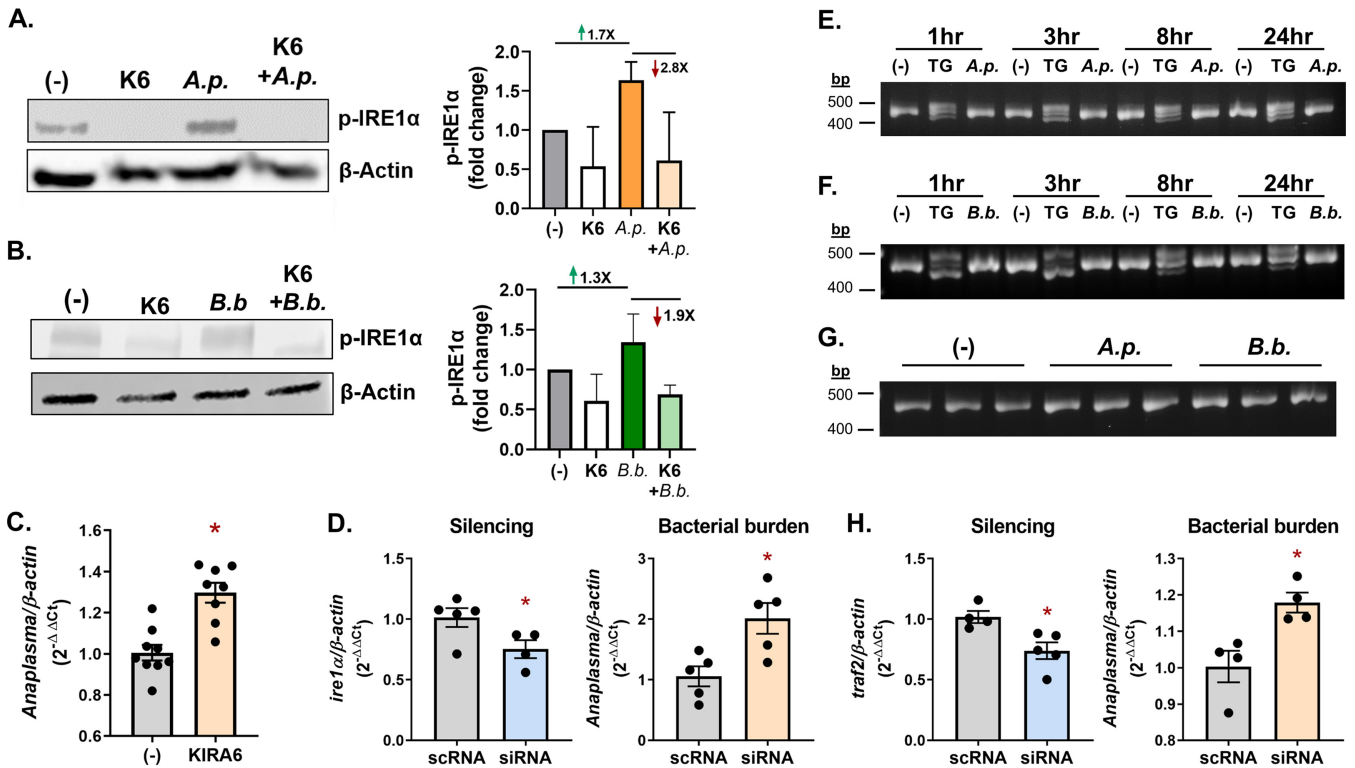 A.
(-)
K6
A.p.
K6
+A.p.
p-IRE1α
β-Actin
p-IRE1α
(fold change)
2.0
1.5
1.0
0.5
0.0
1.7X
2.8X
(-)
K6
A.p.
K6
+A.p.
B.
(-)
K6
B.b
K6
+B.b.
p-IRE1α
β-Actin
p-IRE1α
(fold change)
2.0
1.5
1.0
0.5
0.0
1.3X
1.9X
(-)
K6
B.b.
K6
+B.b.
E.
1hr 3hr 8hr 24hr
bp (-) TG A.p. (-) TG A.p. (-) TG A.p. (-) TG A.p.
500
400
F.
1hr 3hr 8hr 24hr
bp (-) TG B.b. (-) TG B.b. (-) TG B.b. (-) TG B.b.
500
400
G.
(-) A.p. B.b.
bp
500
400
C.
Anaplasma/β-actin
(2-ΔΔCt)
1.6
1.4
1.2
1.0
0.8
0.6
*
(-) KIRA6
D.
Silencing
ire1α/β-actin
(2-ΔΔCt)
1.5
1.0
0.5
0.0
*
scRNA siRNA
Bacterial burden
Anaplasma/β-actin
(2-ΔΔCt)
3
2
1
0
*
scRNA siRNA
H.
Silencing
traf2/β-actin
(2-ΔΔCt)
1.5
1.0
0.5
0.0
*
scRNA siRNA
Bacterial burden
Anaplasma/β-actin
(2-ΔΔCt)
1.3
1.2
1.1
1.0
0.9
0.8
*
scRNA siRNA